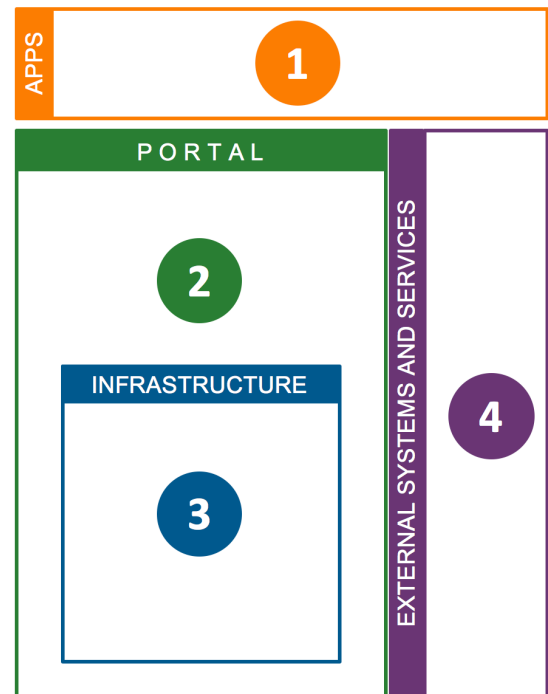 APPS
1
PORTAL
2
INFRASTRUCTURE
3
EXTERNAL SYSTEMS AND SERVICES
4